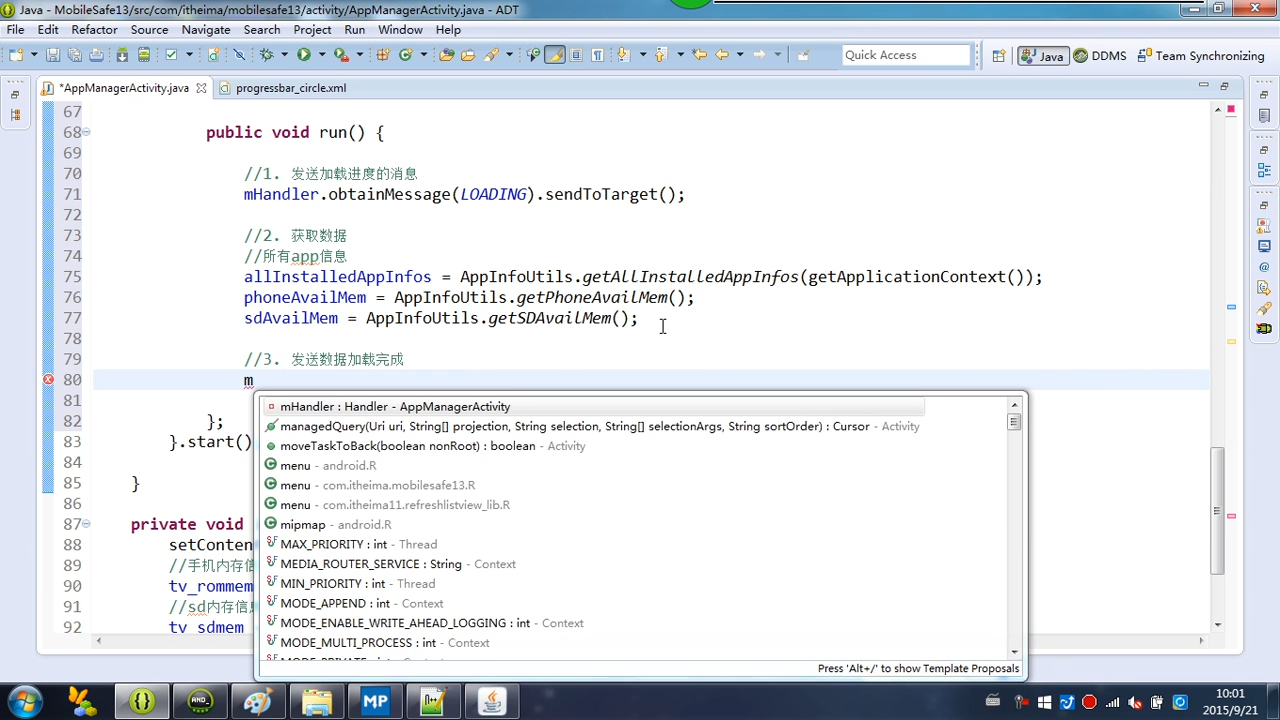 Java - MobileSafe13/src/com/itheima/mobilesafe13/activity/AppManagerActivity.java - ADT
File Edit Refactor Source Navigate Search Project Run Window Help
Quick Access
Java
DDMS
Team Synchronizing
*AppManagerActivity.java
progressbar_circle.xml
67
68 public void run() {
69
70 //1. 发送加载进度的消息
71 mHandler.obtainMessage(LOADING).sendToTarget();
72
73 //2. 获取数据
74 //所有app信息
75 allInstalledAppInfos = AppInfoUtils.getAllInstalledAppInfos(getApplicationContext());
76 phoneAvailMem = AppInfoUtils.getPhoneAvailMem();
77 sdAvailMem = AppInfoUtils.getSDAvailMem();
78
79 //3. 发送数据加载完成
80 m
81
82 };
83 }.start()
84
85 }
86
87 private void
88 setConten
89 //手机内存信
90 tv_rommem
91 //sd内存信
92 tv_sdmem
mHandler : Handler - AppManagerActivity
managedQuery(Uri uri, String[] projection, String selection, String[] selectionArgs, String sortOrder) : Cursor - Activity
moveTaskToBack(boolean nonRoot) : boolean - Activity
menu - android.R
menu - com.itheima.mobilesafe13.R
menu - com.itheima11.refreshlistview_lib.R
mipmap - android.R
MAX_PRIORITY : int - Thread
MEDIA_ROUTER_SERVICE : String - Context
MIN_PRIORITY : int - Thread
MODE_APPEND : int - Context
MODE_ENABLE_WRITE_AHEAD_LOGGING : int - Context
MODE_MULTI_PROCESS : int - Context
Press 'Alt+/' to show Template Proposals
10:01
2015/9/21